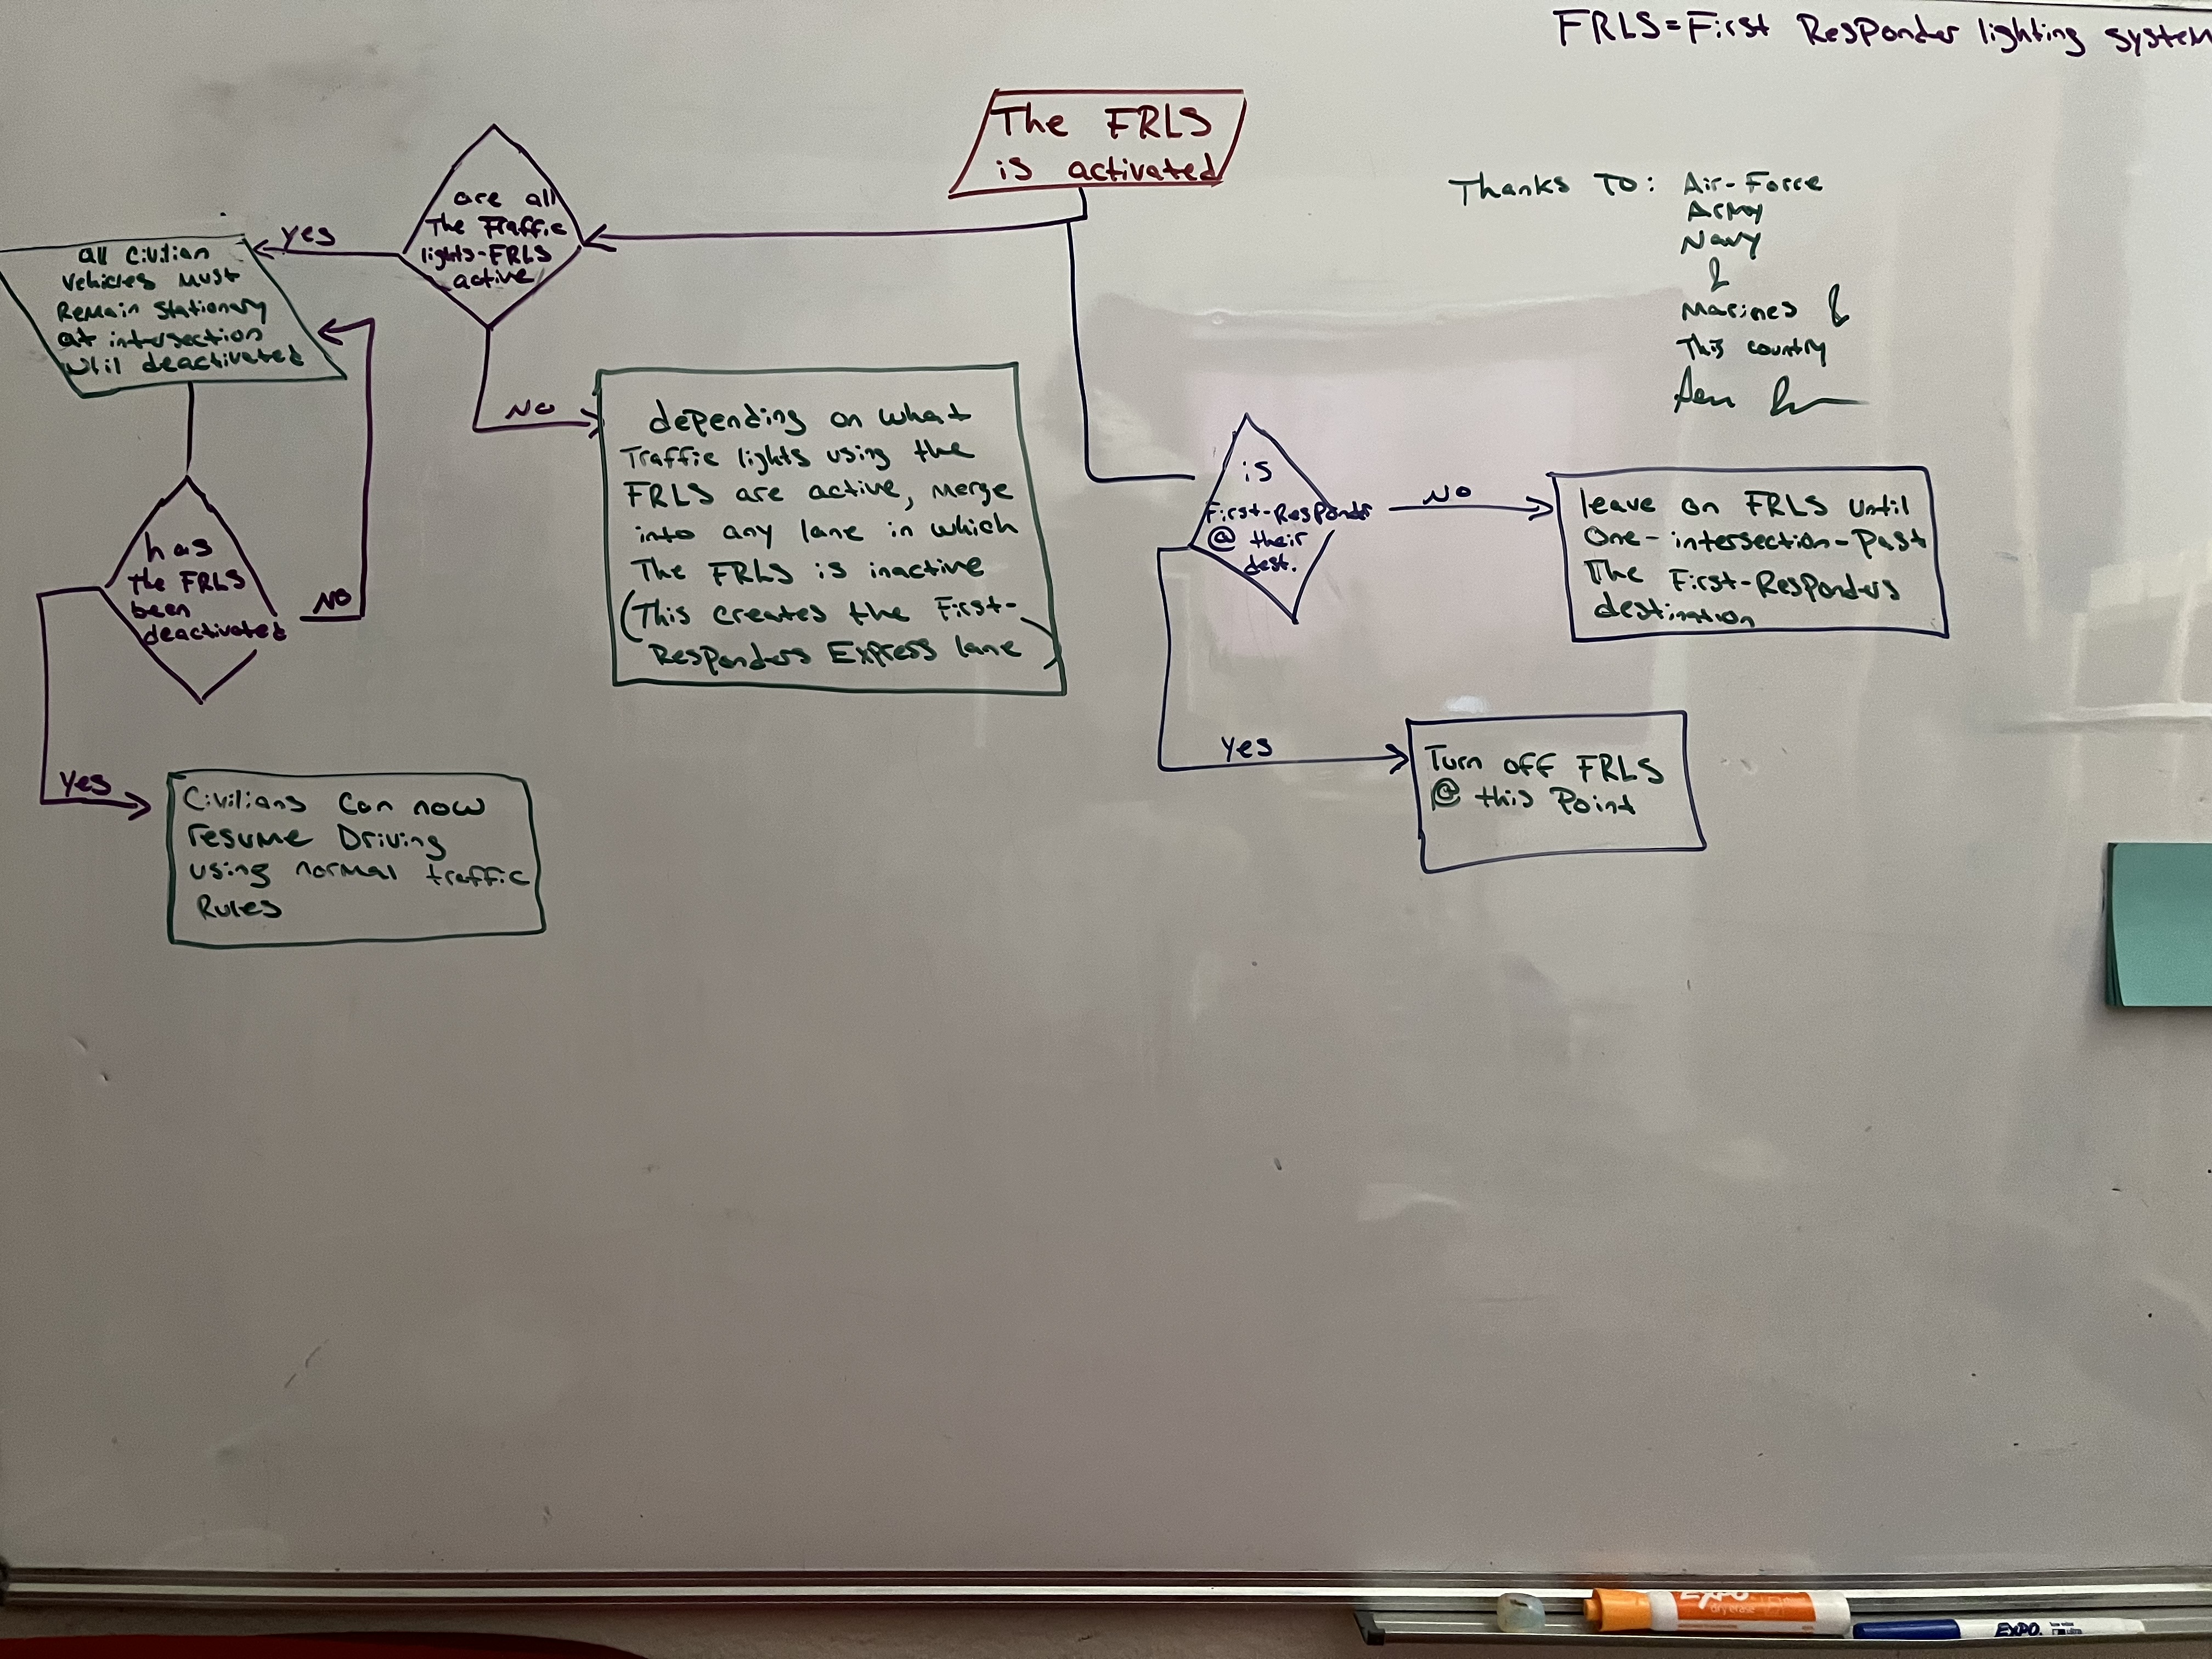 FRLS=First Responder lighting system
The FRLS
is activated
Thanks To: Air-Force
Army
Navy
&
Marines &
This country
are all
The Traffic
lights-FRLS
active
yes
all Civilian
vehicles must
Remain stationary
at intersection
until deactivated
NO
depending on what
Traffic lights using the
FRLS are active, merge
into any lane in which
The FRLS is inactive
(This creates the First-
Responders Express lane)
has
The FRLS
been
deactivated
NO
yes
Civilians can now
resume Driving
using normal traffic
Rules
is
First-Responder
@ their
dest.
NO
leave on FRLS until
One-intersection-Past
The First-Responders
destination
yes
Turn off FRLS
@ this Point
EXPO
dry erase
EXPO.